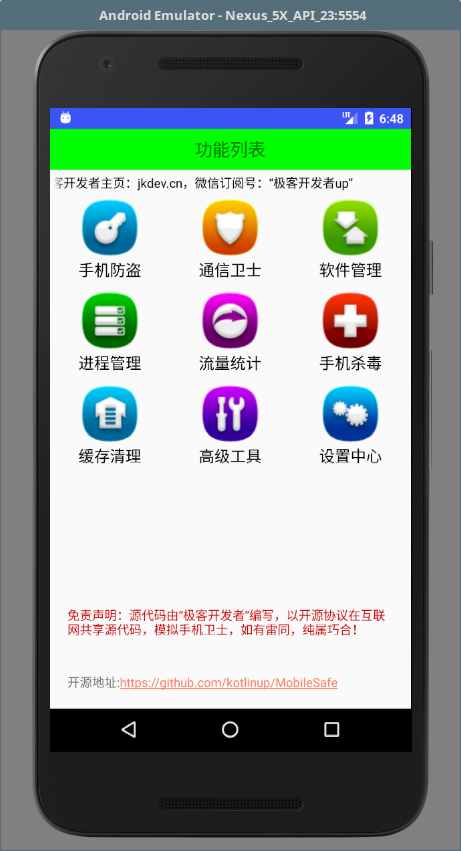 Android Emulator - Nexus_5X_API_23:5554
LTE 6:48
功能列表
客开发者主页：jkdev.cn，微信订阅号：“极客开发者up”
手机防盗 通信卫士 软件管理
进程管理 流量统计 手机杀毒
缓存清理 高级工具 设置中心
免责声明：源代码由“极客开发者”编写，以开源协议在互联
网共享源代码，模拟手机卫士，如有雷同，纯属巧合！
开源地址:https://github.com/kotlinup/MobileSafe